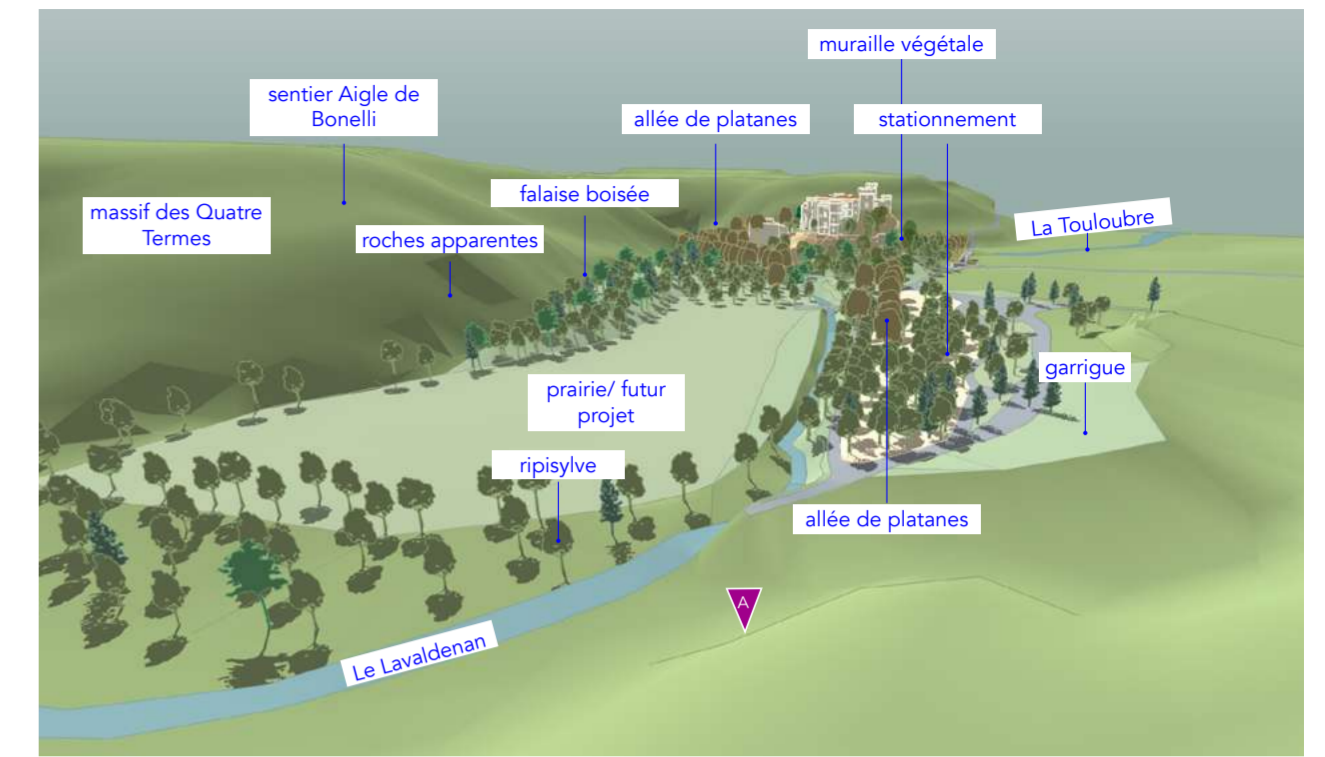 muraille végétale
sentier Aigle de
Bonelli
allée de platanes
stationnement
falaise boisée
massif des Quatre
Termes
La Touloubre
roches apparentes
garrigue
prairie/ futur
projet
ripisylve
allée de platanes
A
Le Lavaldenan